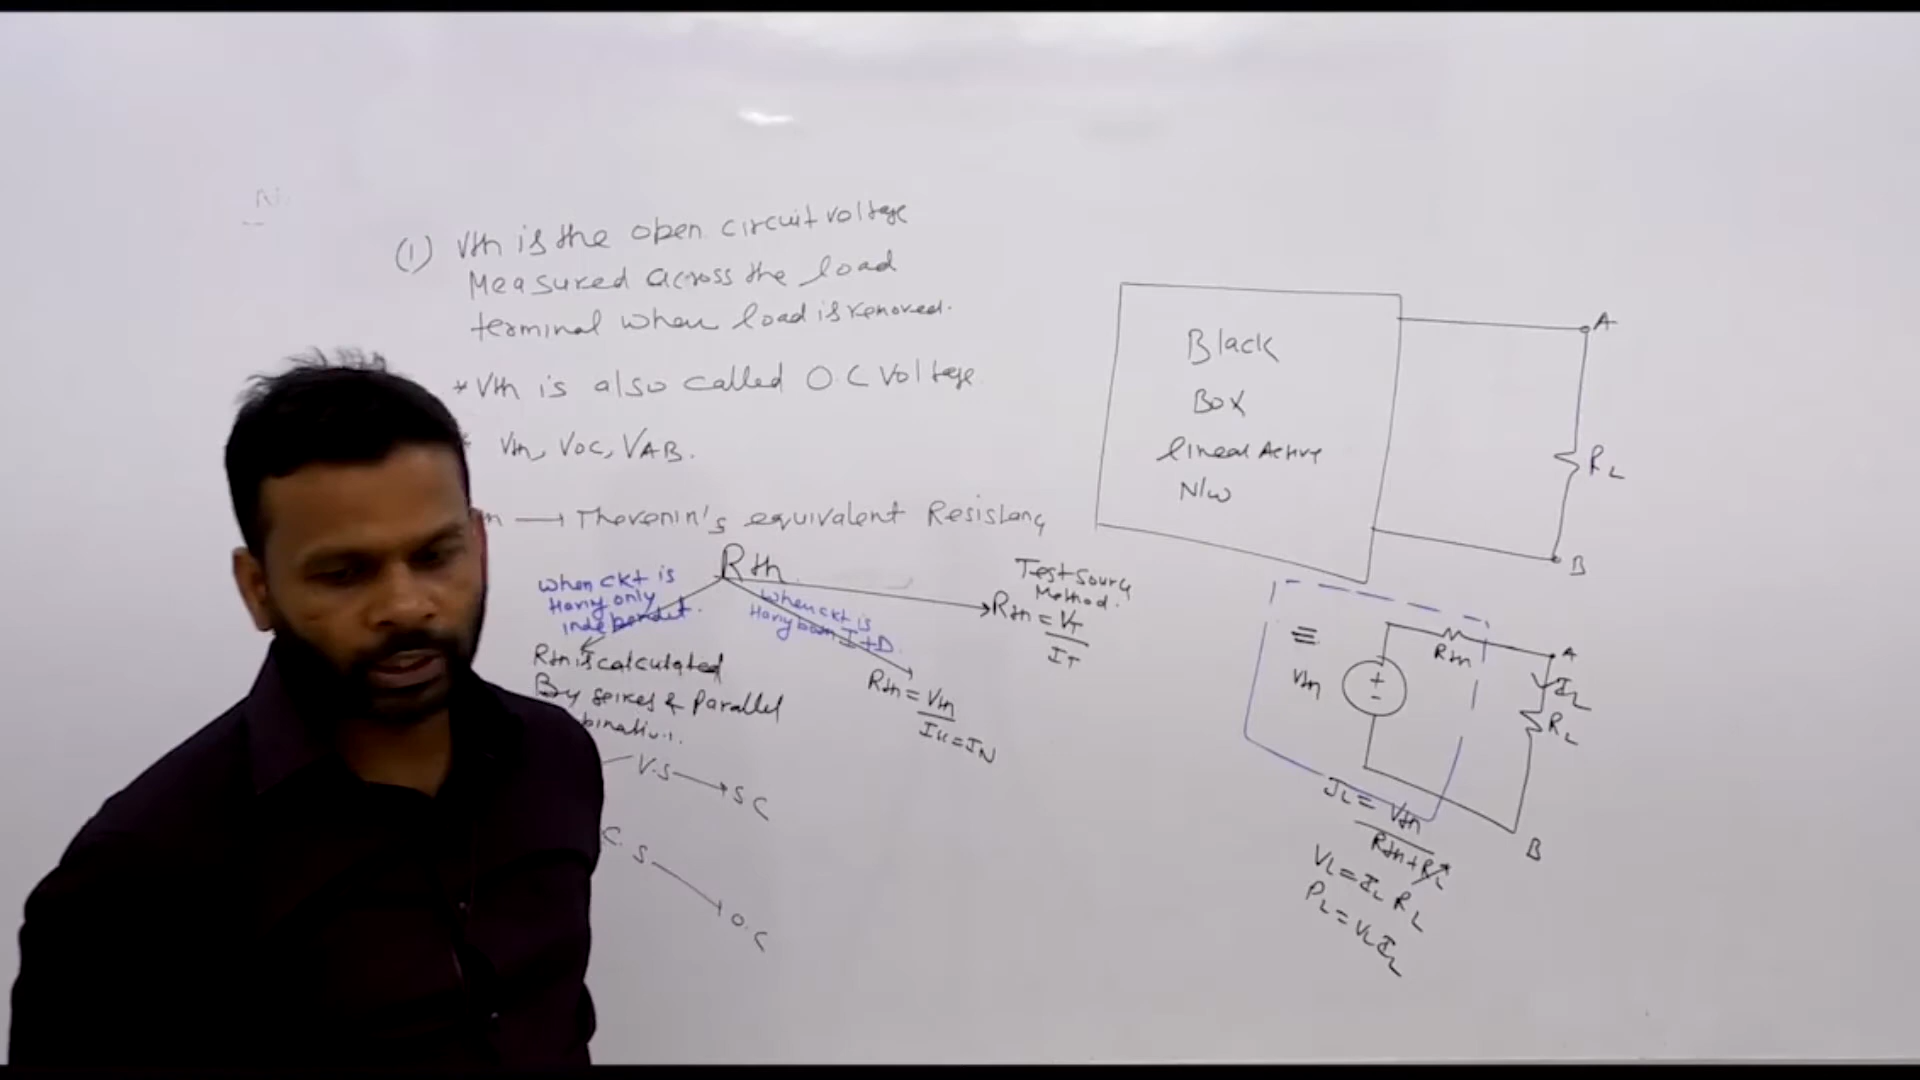 (1) Vth is the open circuit voltage
Measured across the load
terminal when load is removed.
* Vth is also called O.C Voltage
* Vth, VOC, VAB.
→ Thevenin's equivalent Resistance
Rth
When ckt is
Having only
independent.
Rth is calculated
By series & Parallel
V.S → S C
C.S → O.C
When ckt is
Having both I+D
Rth = Vth
Test Source
Method.
Rth = VT
IT
Black
Box
linear Active
N/W
A
RL
B
≡
Vth
+
-
Rth
A
IL
RL
B
IL = Vth
Rth+RL
VL = IL RL
PL = VL IL